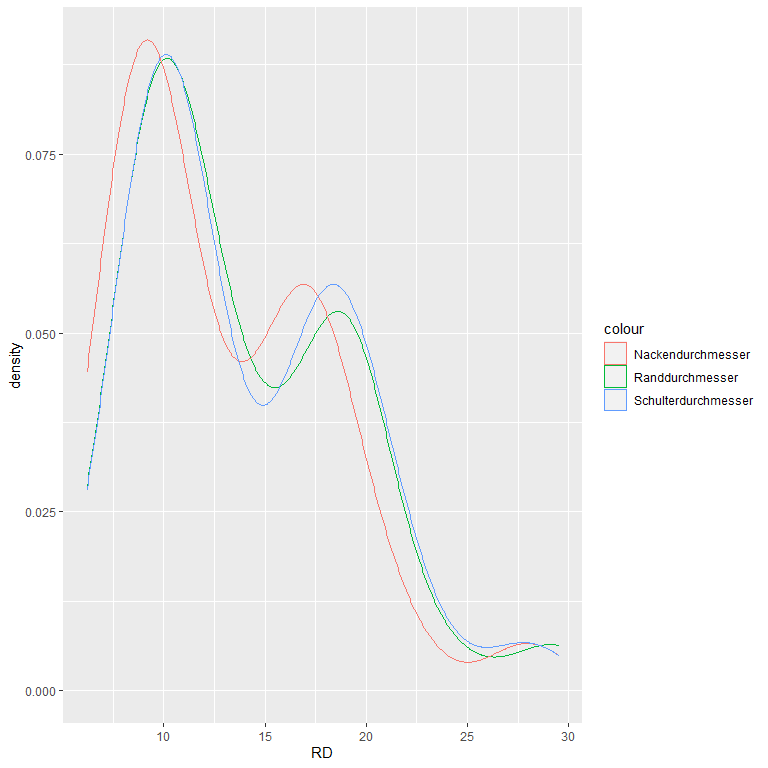 density
0.075
0.050
0.025
0.000
10
15
20
25
30
RD
colour
Nackendurchmesser
Randdurchmesser
Schulterdurchmesser